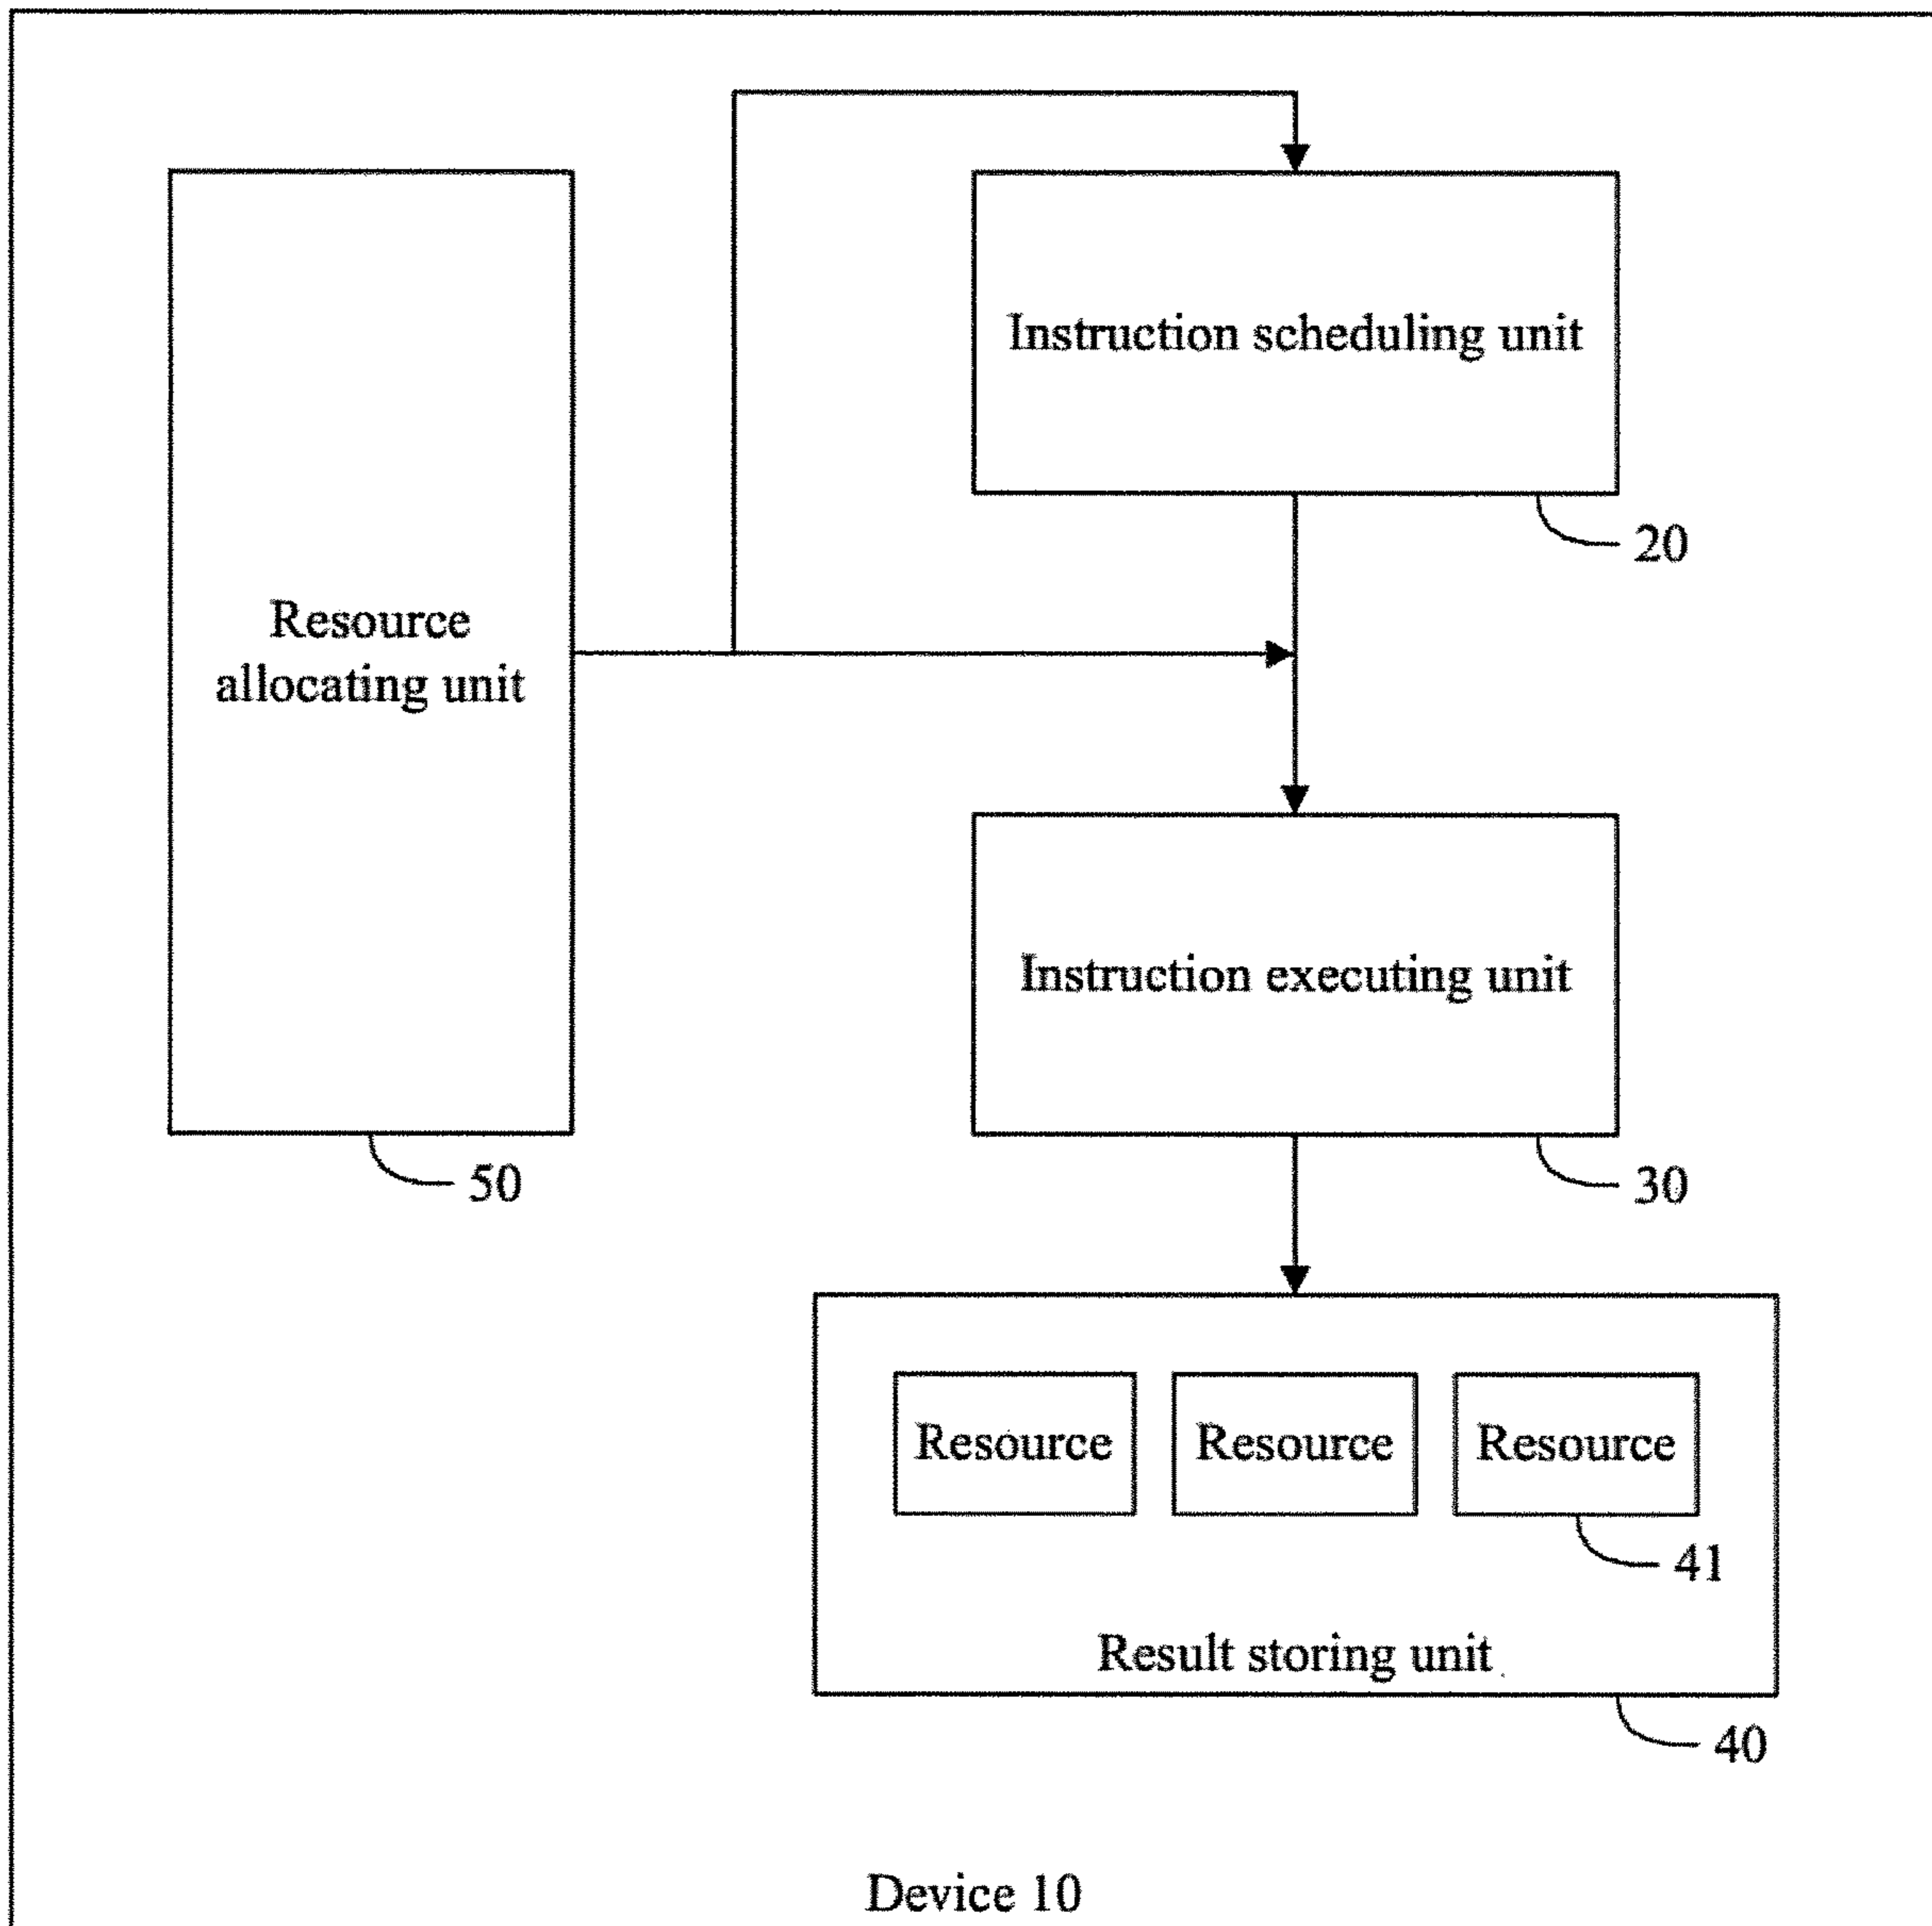 Instruction scheduling unit
20
Resource
allocating unit
50
Instruction executing unit
30
Resource
Resource
Resource
41
Result storing unit
40
Device 10